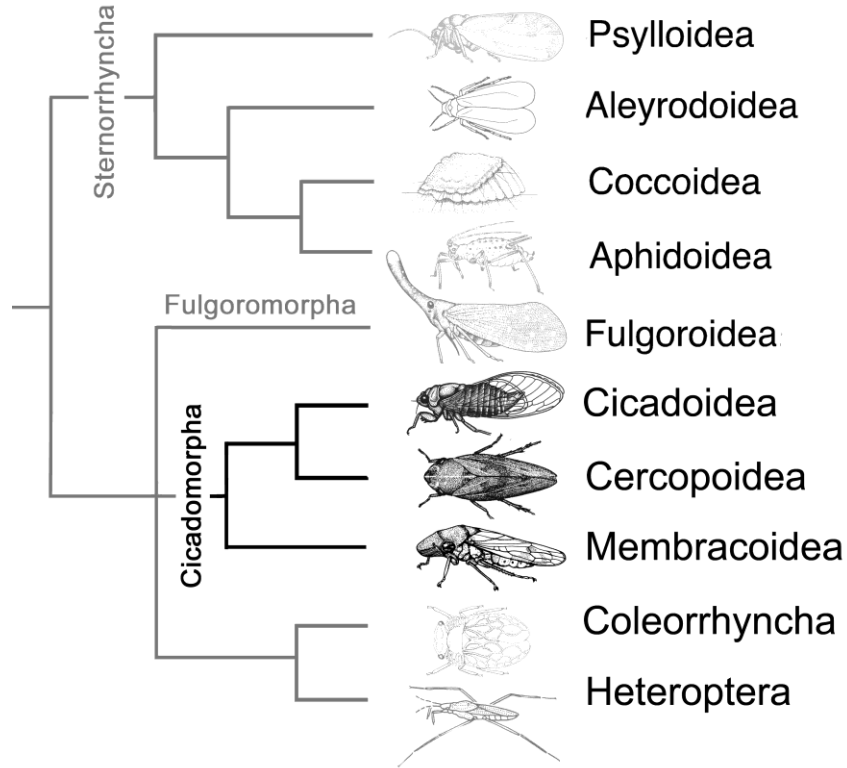 Sternorrhyncha
Psylloidea
Aleyrodoidea
Coccoidea
Aphidoidea
Fulgoromorpha
Fulgoroidea
Cicadomorpha
Cicadoidea
Cercopoidea
Membracoidea
Coleorrhyncha
Heteroptera